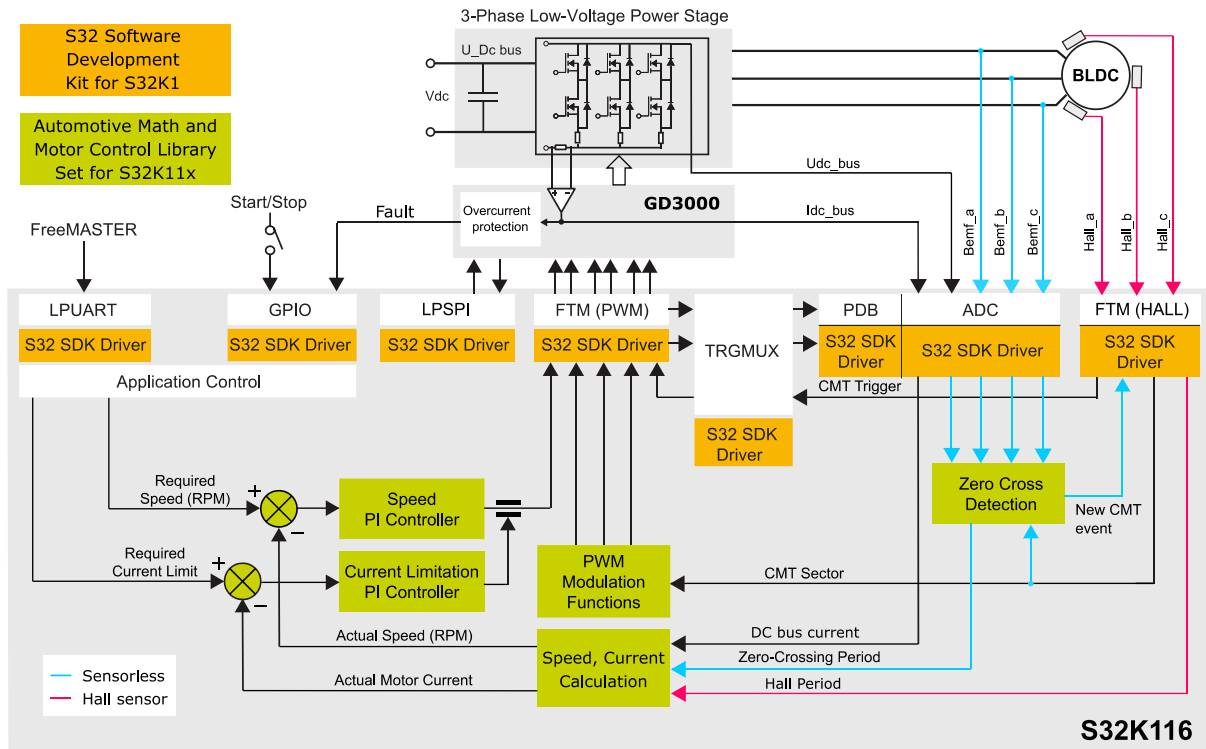 3-Phase Low-Voltage Power Stage
S32 Software
Development
Kit for S32K1
Automotive Math and
Motor Control Library
Set for S32K11x
U_Dc bus
Vdc
BLDC
Udc_bus
Idc_bus
Bemf_a
Bemf_b
Bemf_c
Hall_a
Hall_b
Hall_c
GD3000
Overcurrent
protection
+ -
Fault
Start/Stop
FreeMASTER
LPUART
S32 SDK Driver
GPIO
S32 SDK Driver
LPSPI
S32 SDK Driver
FTM (PWM)
S32 SDK Driver
TRGMUX
S32 SDK
Driver
PDB
S32 SDK
Driver
ADC
S32 SDK Driver
FTM (HALL)
S32 SDK
Driver
Application Control
CMT Trigger
Required
Speed (RPM)
+
−
Speed
PI Controller
Required
Current Limit
+
−
Current Limitation
PI Controller
PWM
Modulation
Functions
Zero Cross
Detection
New CMT
event
CMT Sector
Actual Speed (RPM)
Actual Motor Current
Speed, Current
Calculation
DC bus current
Zero-Crossing Period
Hall Period
Sensorless
Hall sensor
S32K116